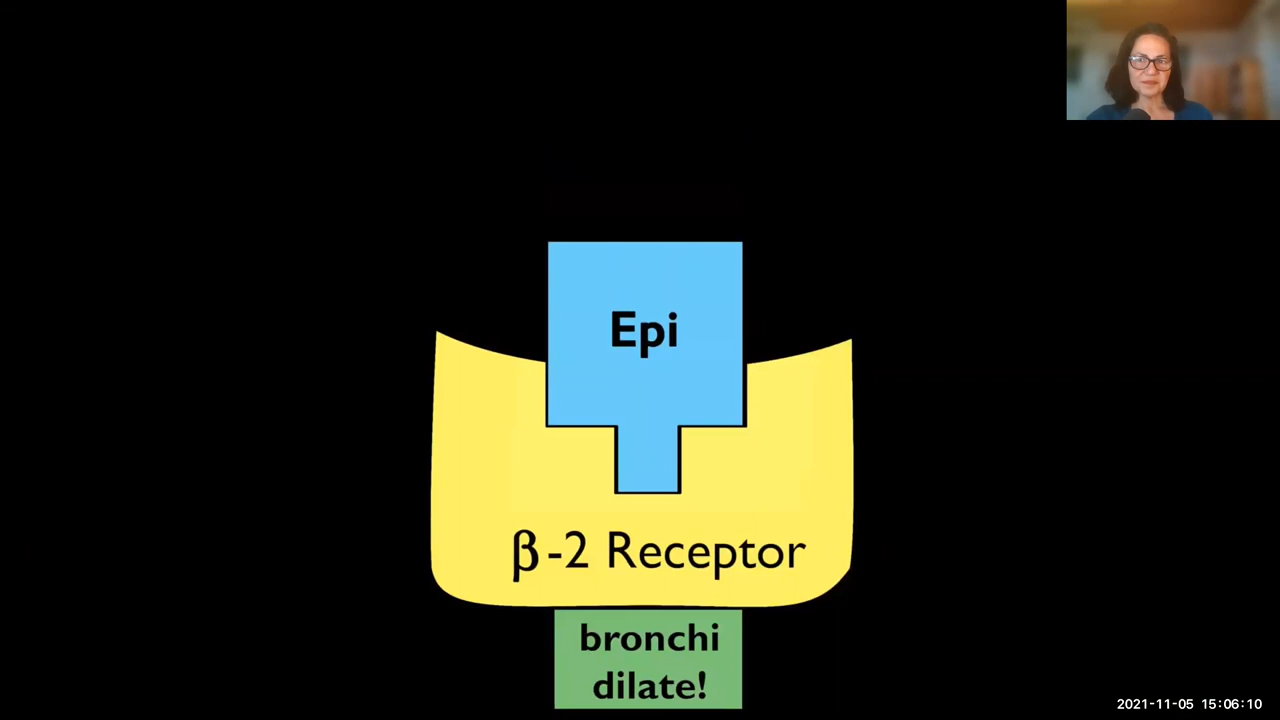 Epi
β-2 Receptor
bronchi
dilate!
2021-11-05 15:06:10